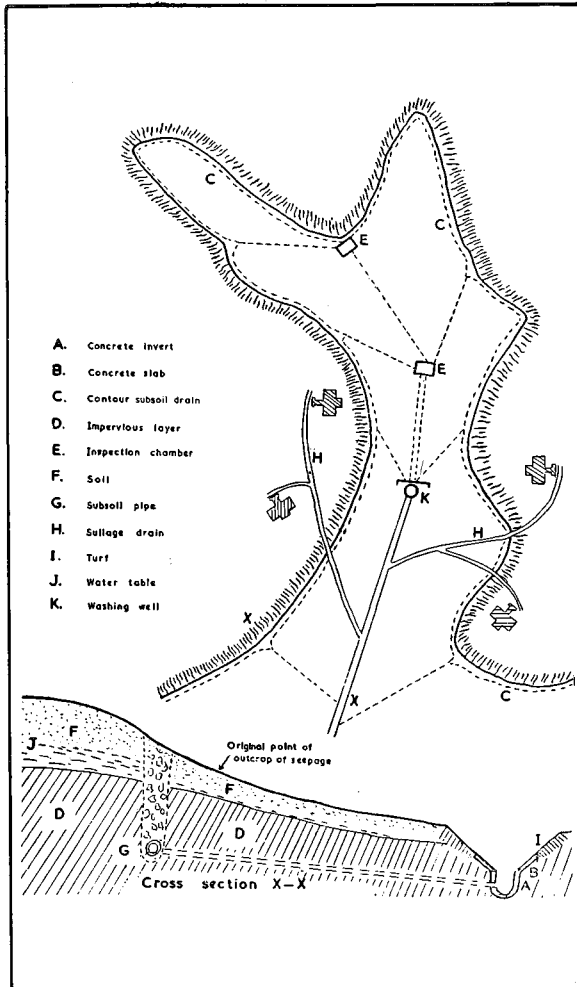 C
E
C
E
A. Concrete invert
B. Concrete slab
C. Contour subsoil drain
D. Impervious layer
E. Inspection chamber
F. Soil
G. Subsoil pipe
H. Sullage drain
I. Turf
J. Water table
K. Washing well
H
K
H
X
X
C
Original point of
outcrop of seepage
F
J
F
D
D
G
I
B
A
Cross section X-X